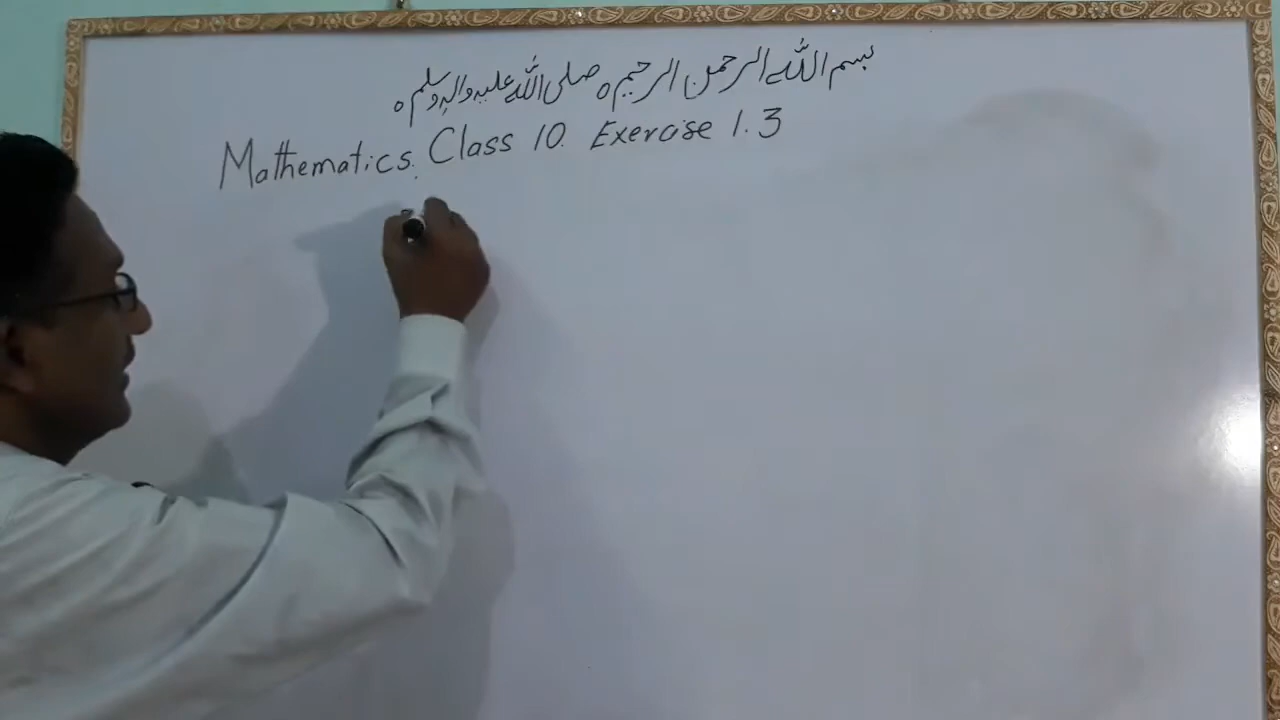 بسم اللہ الرحمن الرحیم ہ صلی اللہ علیہ والہ وسلم ہ
Mathematics. Class 10. Exercise 1.3